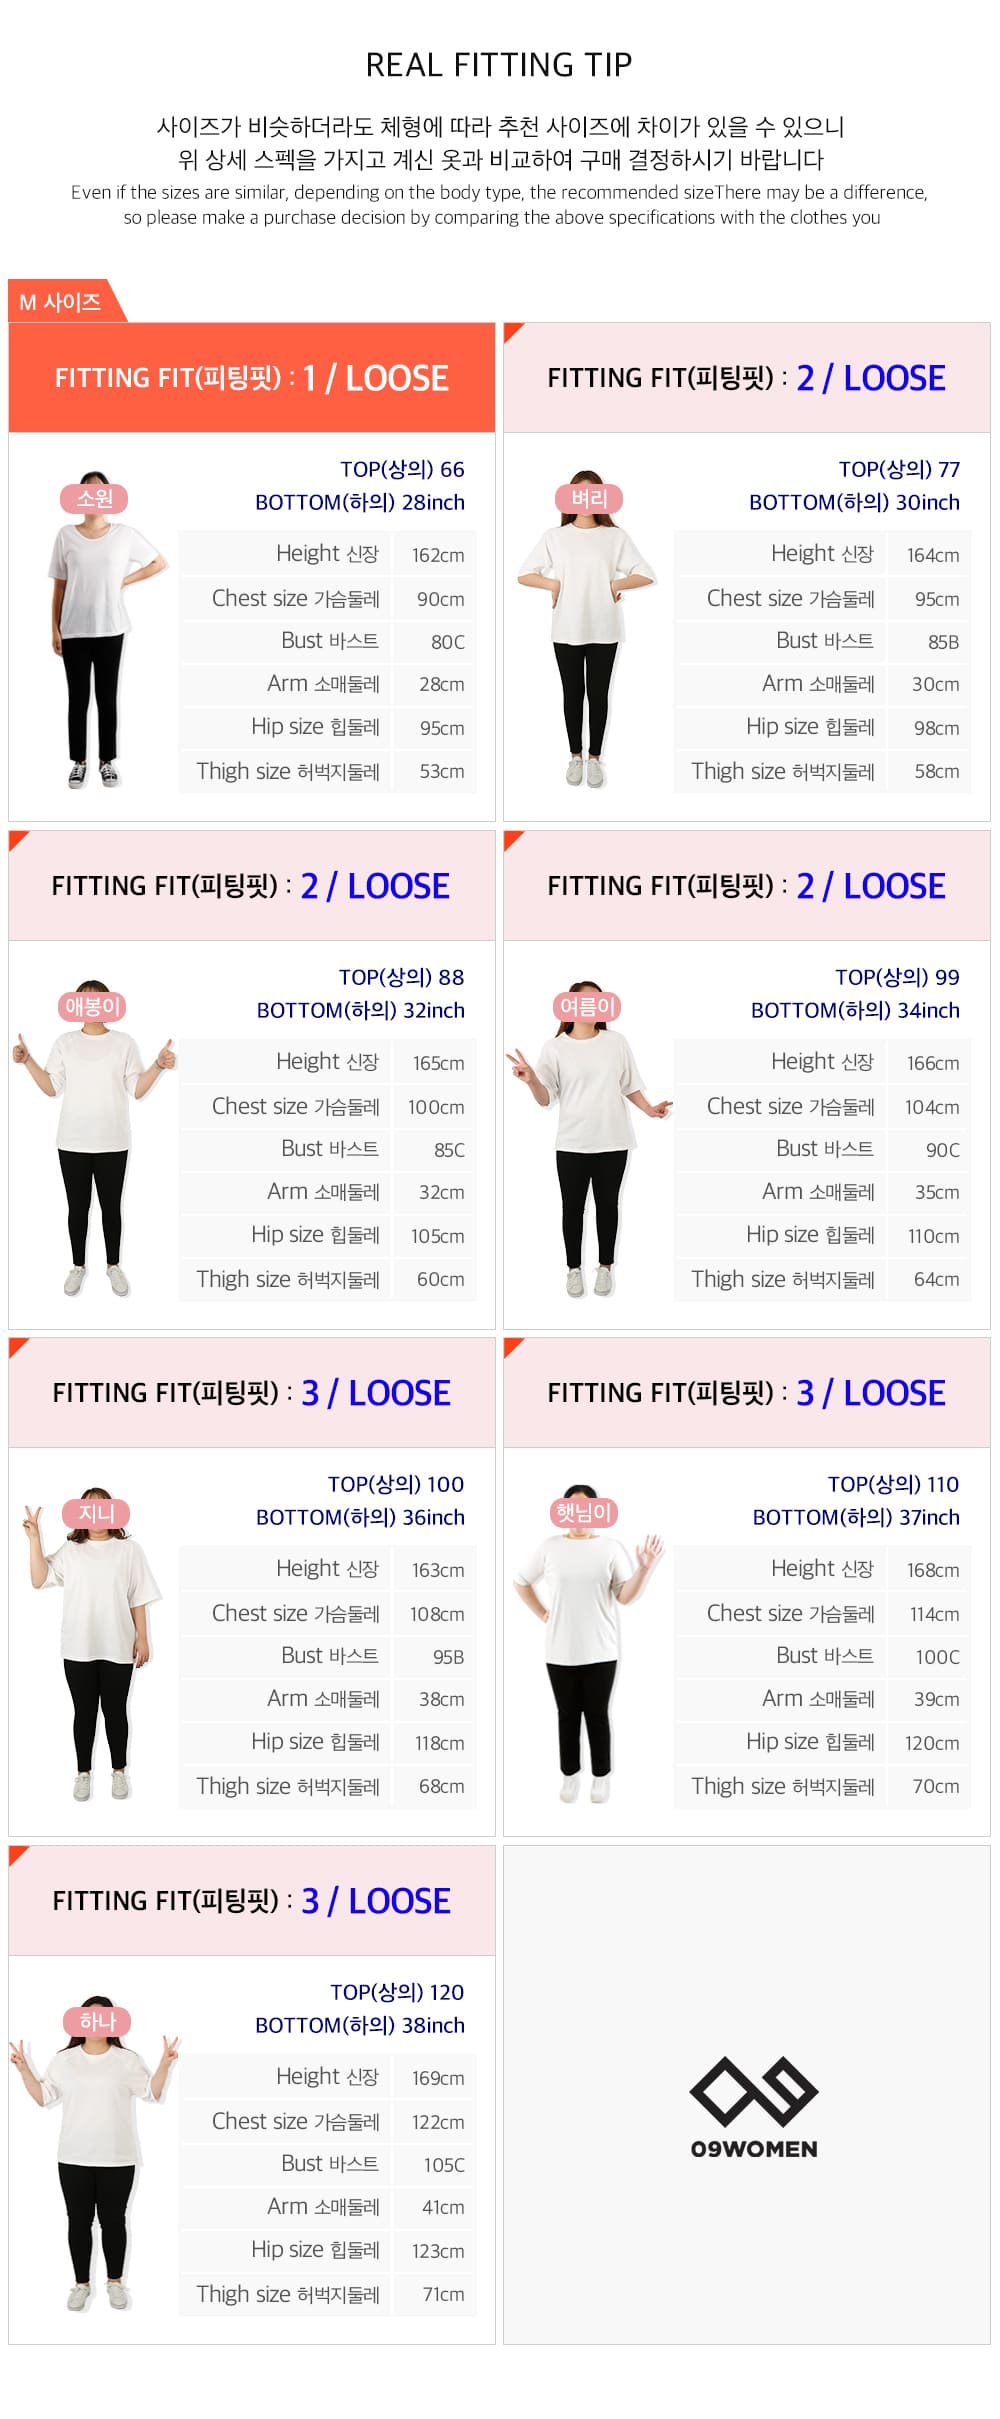 REAL FITTING TIP
사이즈가 비슷하더라도 체형에 따라 추천 사이즈에 차이가 있을 수 있으니
위 상세 스펙을 가지고 계신 옷과 비교하여 구매 결정하시기 바랍니다
Even if the sizes are similar, depending on the body type, the recommended sizeThere may be a difference,
so please make a purchase decision by comparing the above specifications with the clothes you
M 사이즈
FITTING FIT(피팅핏) : 1 / LOOSE
소원
TOP(상의) 66
BOTTOM(하의) 28inch
Height 신장 162cm
Chest size 가슴둘레 90cm
Bust 바스트 80C
Arm 소매둘레 28cm
Hip size 힙둘레 95cm
Thigh size 허벅지둘레 53cm
FITTING FIT(피팅핏) : 2 / LOOSE
벼리
TOP(상의) 77
BOTTOM(하의) 30inch
Height 신장 164cm
Chest size 가슴둘레 95cm
Bust 바스트 85B
Arm 소매둘레 30cm
Hip size 힙둘레 98cm
Thigh size 허벅지둘레 58cm
FITTING FIT(피팅핏) : 2 / LOOSE
애봉이
TOP(상의) 88
BOTTOM(하의) 32inch
Height 신장 165cm
Chest size 가슴둘레 100cm
Bust 바스트 85C
Arm 소매둘레 32cm
Hip size 힙둘레 105cm
Thigh size 허벅지둘레 60cm
FITTING FIT(피팅핏) : 2 / LOOSE
여름이
TOP(상의) 99
BOTTOM(하의) 34inch
Height 신장 166cm
Chest size 가슴둘레 104cm
Bust 바스트 90C
Arm 소매둘레 35cm
Hip size 힙둘레 110cm
Thigh size 허벅지둘레 64cm
FITTING FIT(피팅핏) : 3 / LOOSE
지니
TOP(상의) 100
BOTTOM(하의) 36inch
Height 신장 163cm
Chest size 가슴둘레 108cm
Bust 바스트 95B
Arm 소매둘레 38cm
Hip size 힙둘레 118cm
Thigh size 허벅지둘레 68cm
FITTING FIT(피팅핏) : 3 / LOOSE
햇님이
TOP(상의) 110
BOTTOM(하의) 37inch
Height 신장 168cm
Chest size 가슴둘레 114cm
Bust 바스트 100C
Arm 소매둘레 39cm
Hip size 힙둘레 120cm
Thigh size 허벅지둘레 70cm
FITTING FIT(피팅핏) : 3 / LOOSE
하나
TOP(상의) 120
BOTTOM(하의) 38inch
Height 신장 169cm
Chest size 가슴둘레 122cm
Bust 바스트 105C
Arm 소매둘레 41cm
Hip size 힙둘레 123cm
Thigh size 허벅지둘레 71cm
09WOMEN